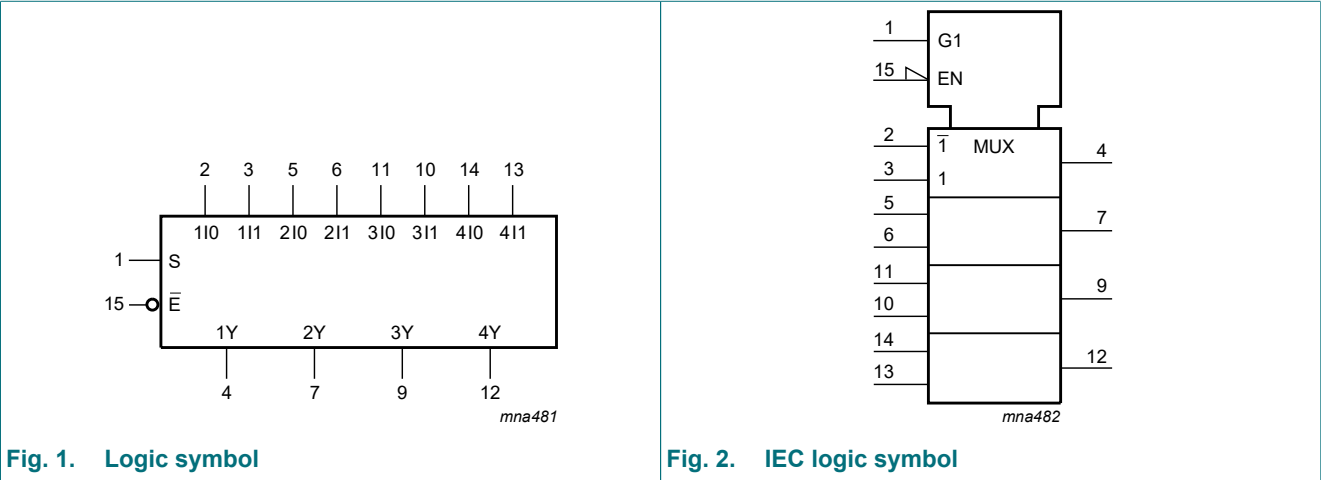 2 3 5 6 11 10 14 13
1I0 1I1 2I0 2I1 3I0 3I1 4I0 4I1
1 S
15 E̅
1Y 2Y 3Y 4Y
4 7 9 12
mna481
Fig. 1. Logic symbol
1 G1
15 EN
2 1̅ MUX 4
3 1
5
6 7
11
10 9
14
13 12
mna482
Fig. 2. IEC logic symbol